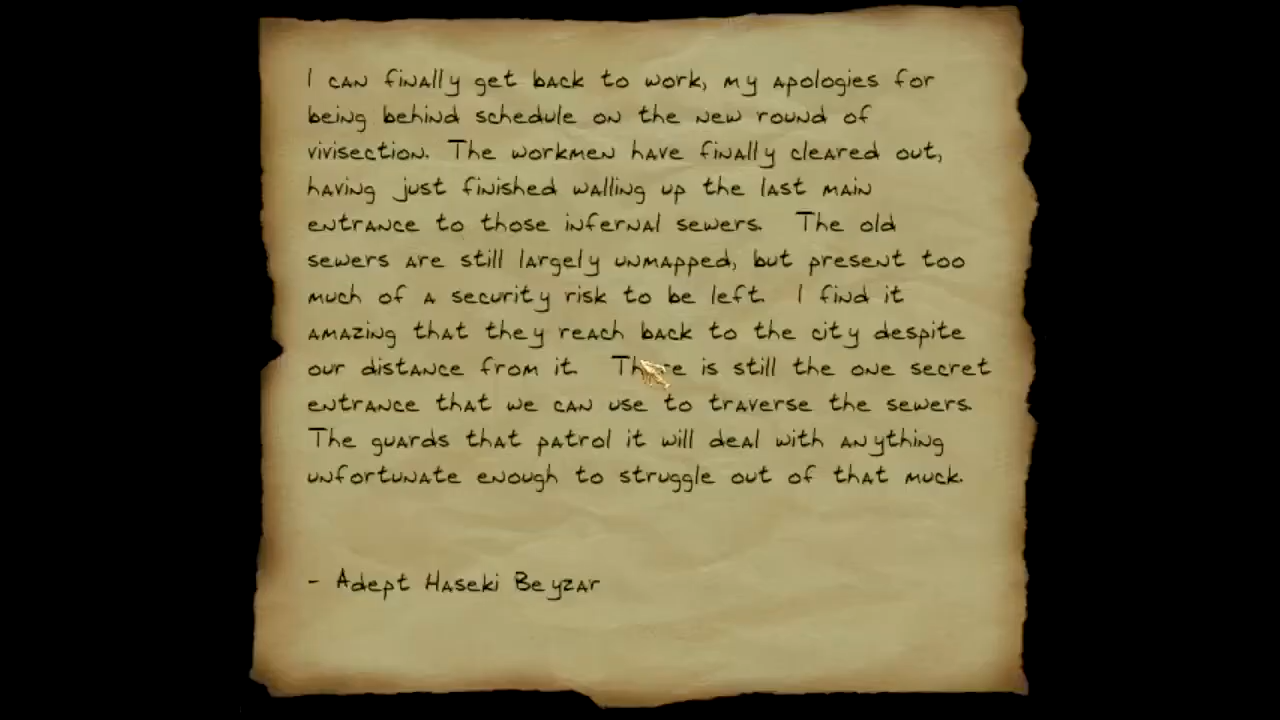 I can finally get back to work, my apologies for
being behind schedule on the new round of
vivisection. The workmen have finally cleared out,
having just finished walling up the last main
entrance to those infernal sewers. The old
sewers are still largely unmapped, but present too
much of a security risk to be left. I find it
amazing that they reach back to the city despite
our distance from it. There is still the one secret
entrance that we can use to traverse the sewers.
The guards that patrol it will deal with anything
unfortunate enough to struggle out of that muck.
- Adept Haseki Beyzar